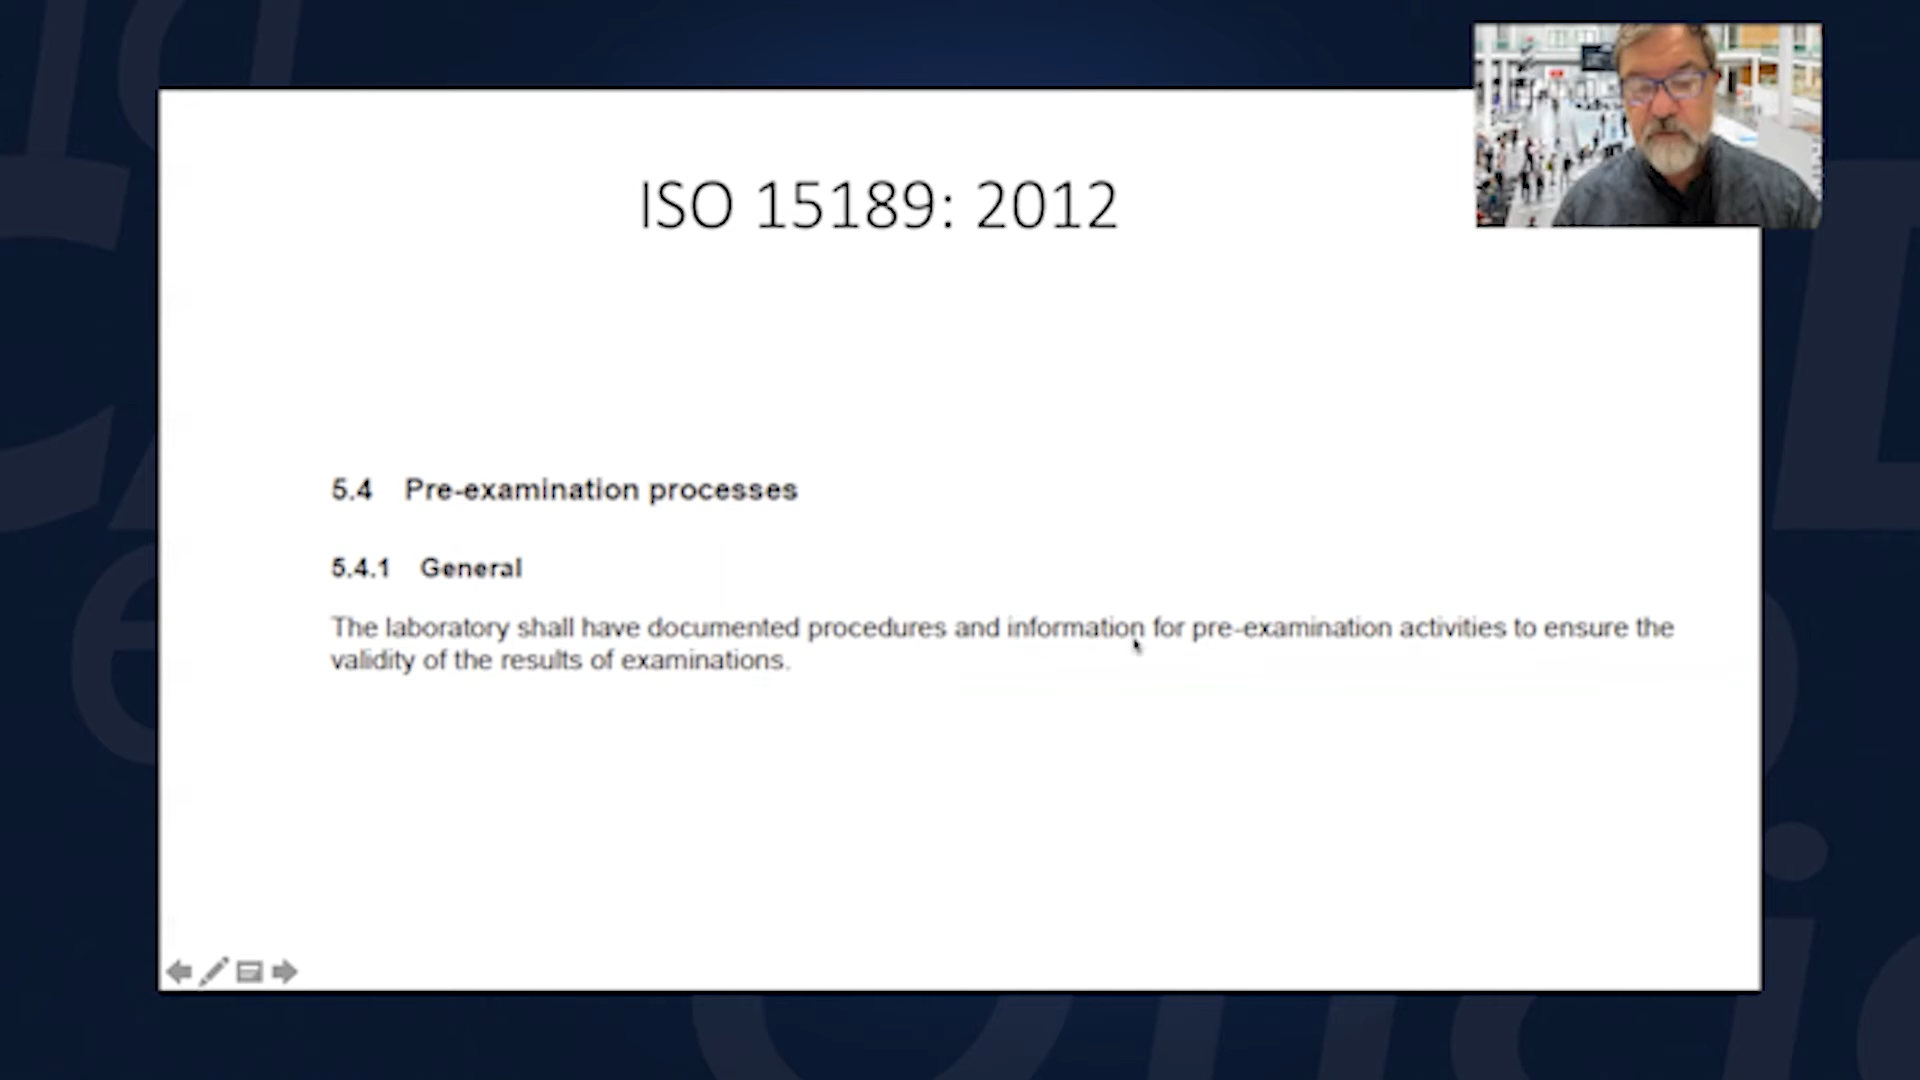 ISO 15189: 2012
5.4 Pre-examination processes
5.4.1 General
The laboratory shall have documented procedures and information for pre-examination activities to ensure the
validity of the results of examinations.